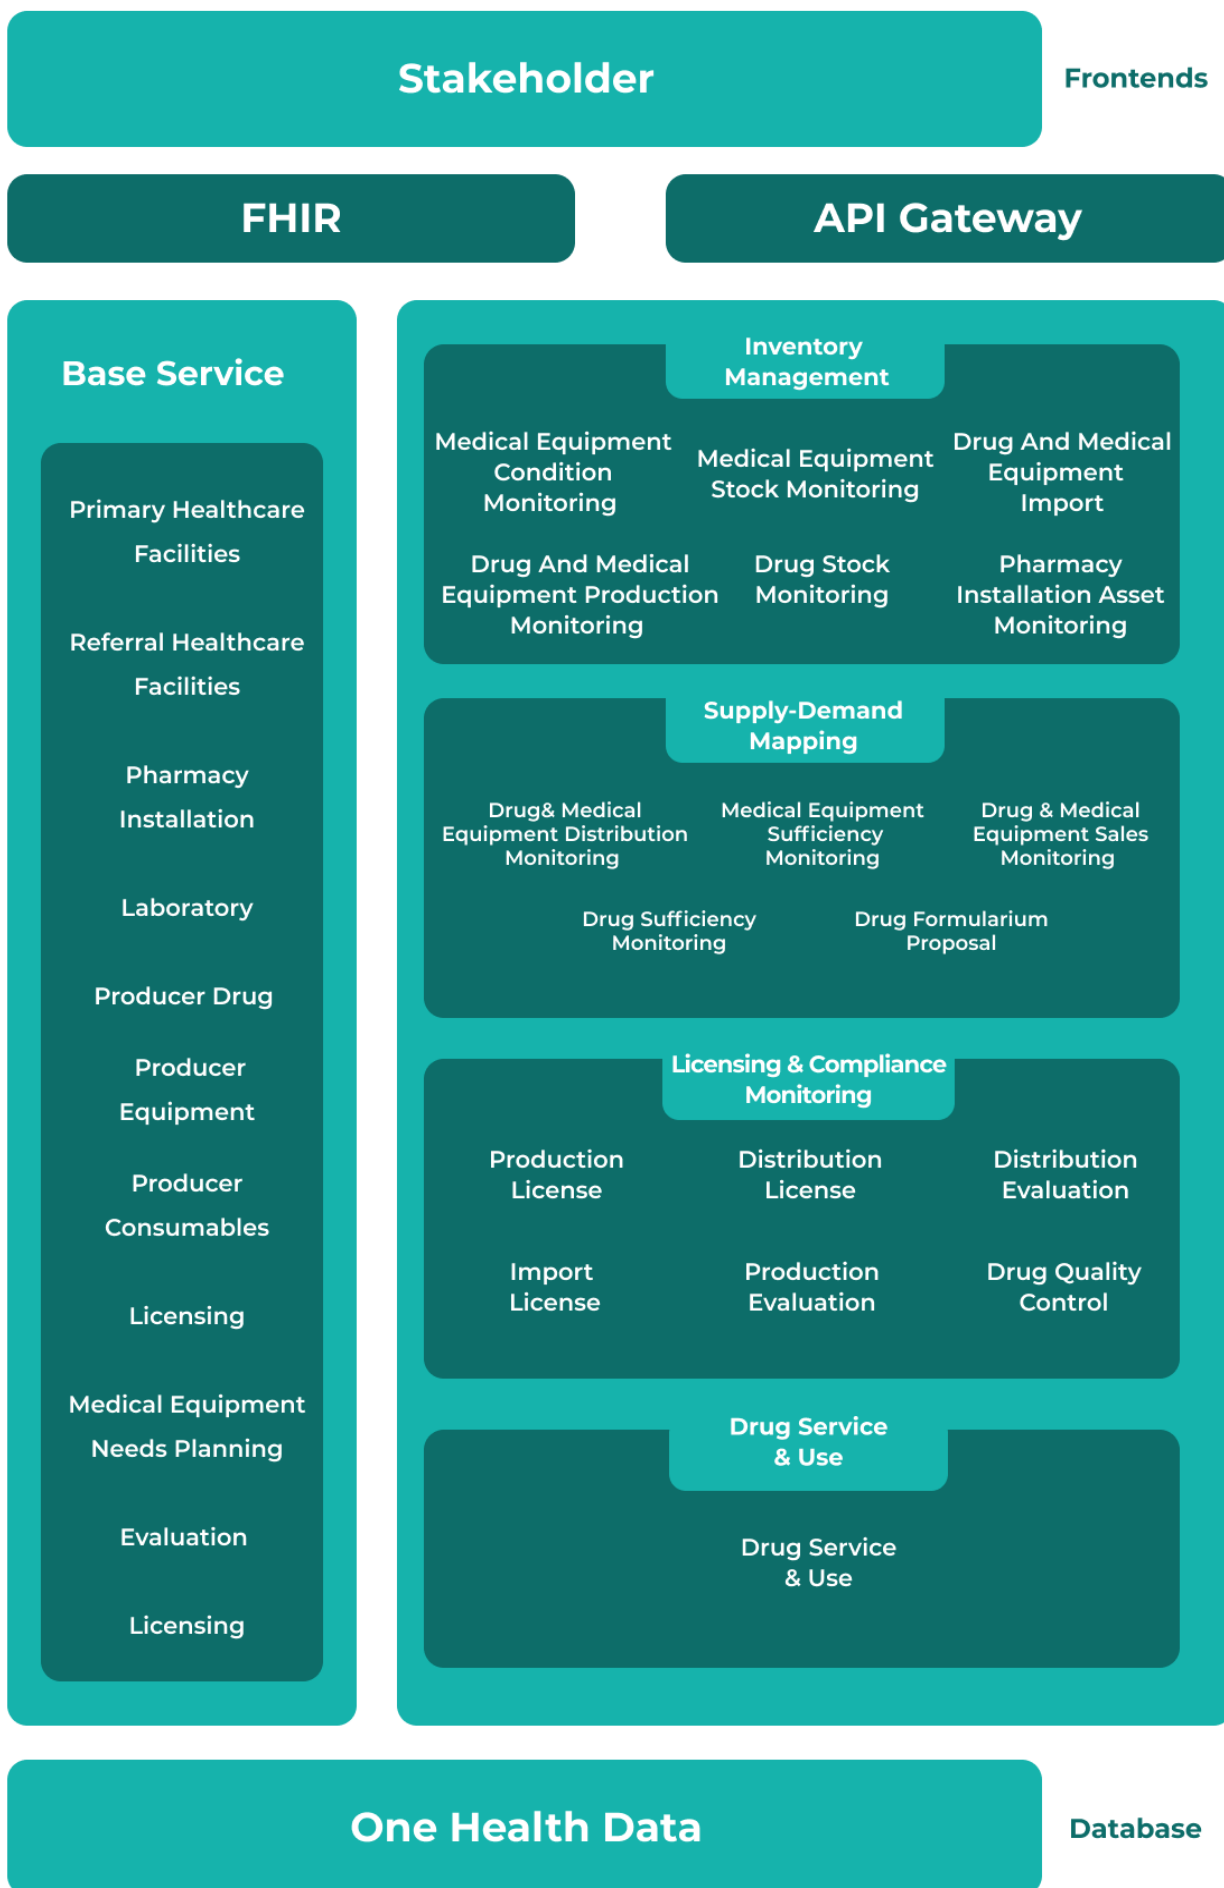 Stakeholder
Frontends
FHIR
API Gateway
Base Service
Primary Healthcare
Facilities
Referral Healthcare
Facilities
Pharmacy
Installation
Laboratory
Producer Drug
Producer
Equipment
Producer
Consumables
Licensing
Medical Equipment
Needs Planning
Evaluation
Licensing
Inventory
Management
Medical Equipment
Condition
Monitoring
Medical Equipment
Stock Monitoring
Drug And Medical
Equipment
Import
Drug And Medical
Equipment Production
Monitoring
Drug Stock
Monitoring
Pharmacy
Installation Asset
Monitoring
Supply-Demand
Mapping
Drug& Medical
Equipment Distribution
Monitoring
Medical Equipment
Sufficiency
Monitoring
Drug & Medical
Equipment Sales
Monitoring
Drug Sufficiency
Monitoring
Drug Formularium
Proposal
Licensing & Compliance
Monitoring
Production
License
Distribution
License
Distribution
Evaluation
Import
License
Production
Evaluation
Drug Quality
Control
Drug Service
& Use
Drug Service
& Use
One Health Data
Database